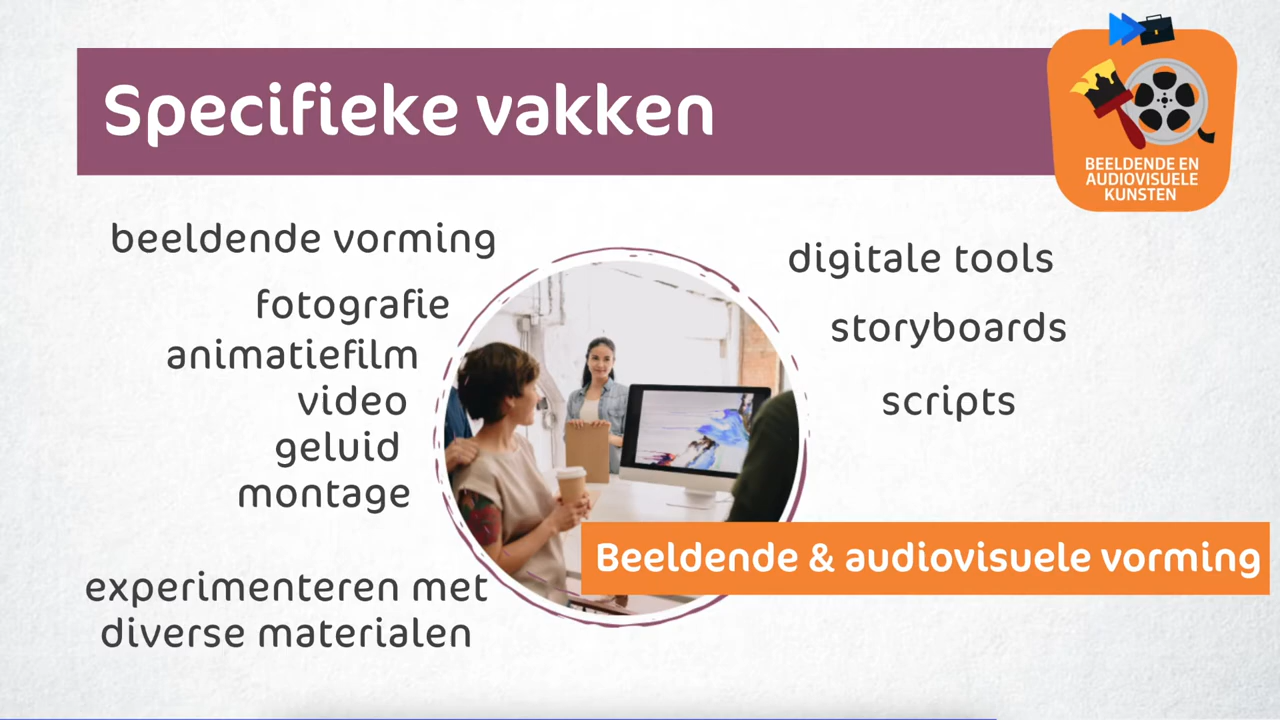 Specifieke vakken
BEELDENDE EN
AUDIOVISUELE
KUNSTEN
beeldende vorming
fotografie
animatiefilm
video
geluid
montage
experimenteren met
diverse materialen
digitale tools
storyboards
scripts
Beeldende & audiovisuele vorming